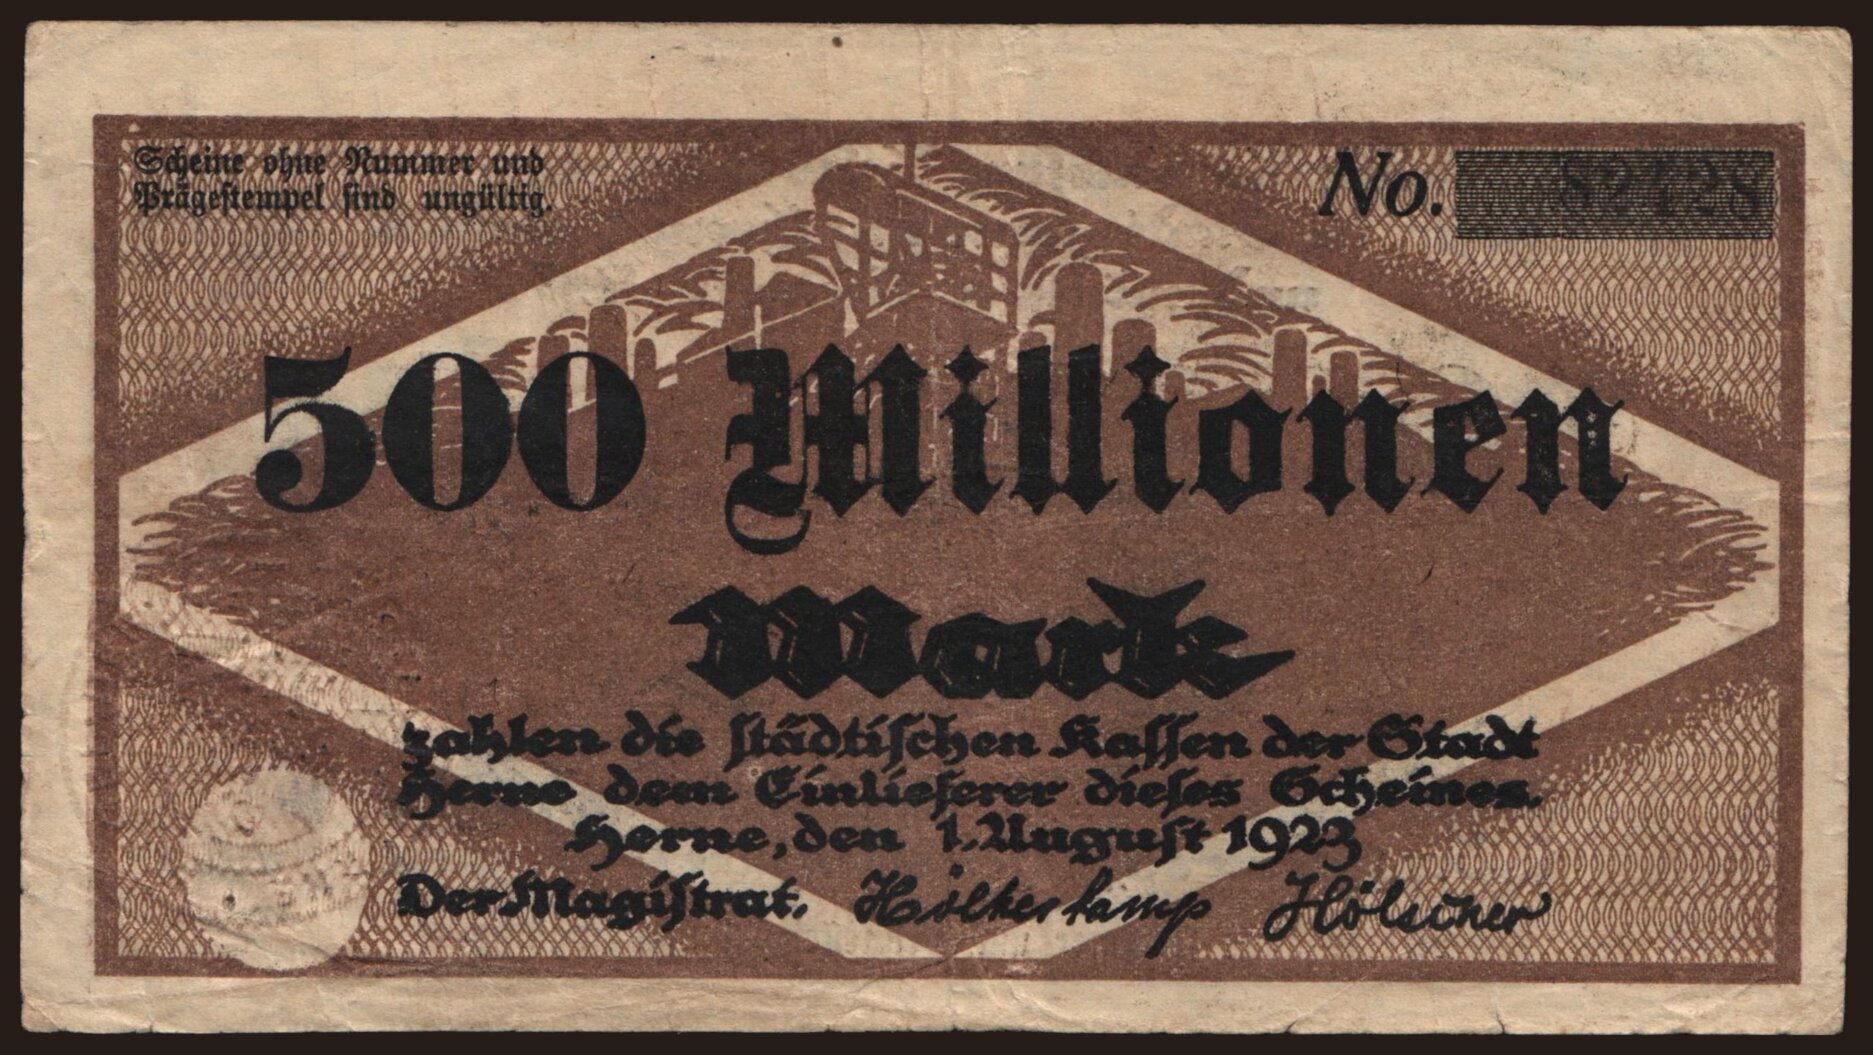 Scheine ohne Nummer und
Prägestempel sind ungültig.
No. 82428
500 Millionen
Mark
zahlen die städtischen Kassen der Stadt
Herne dem Einlieferer dieses Scheines.
Herne, den 1. August 1923
Der Magistrat. Hölkeskamp Hölscher